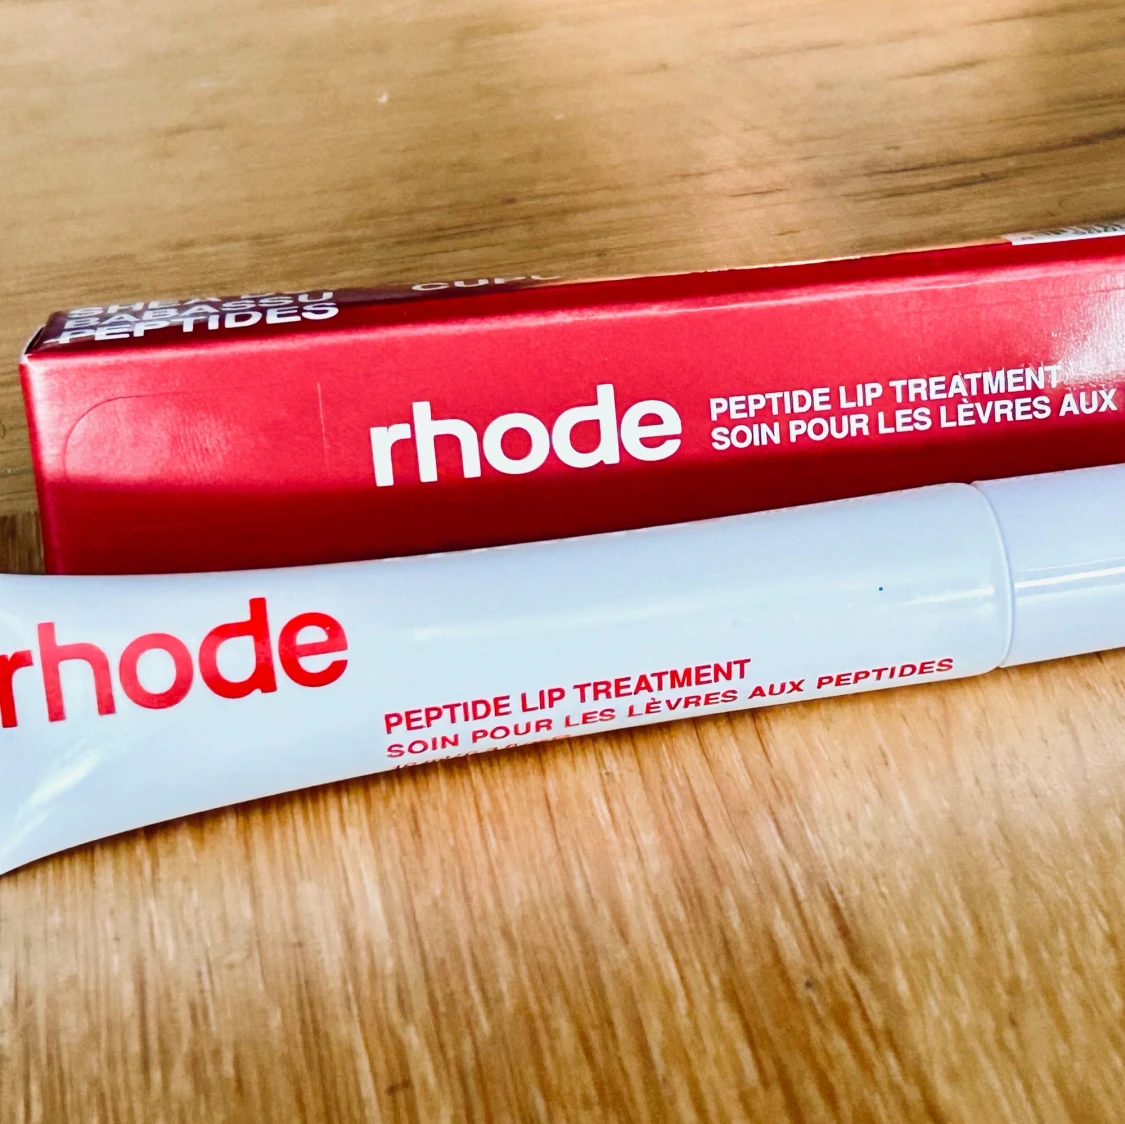 BABASSU
PEPTIDES
rhode
PEPTIDE LIP TREATMENT
SOIN POUR LES LÈVRES AUX
rhode
PEPTIDE LIP TREATMENT
SOIN POUR LES LÈVRES AUX PEPTIDES